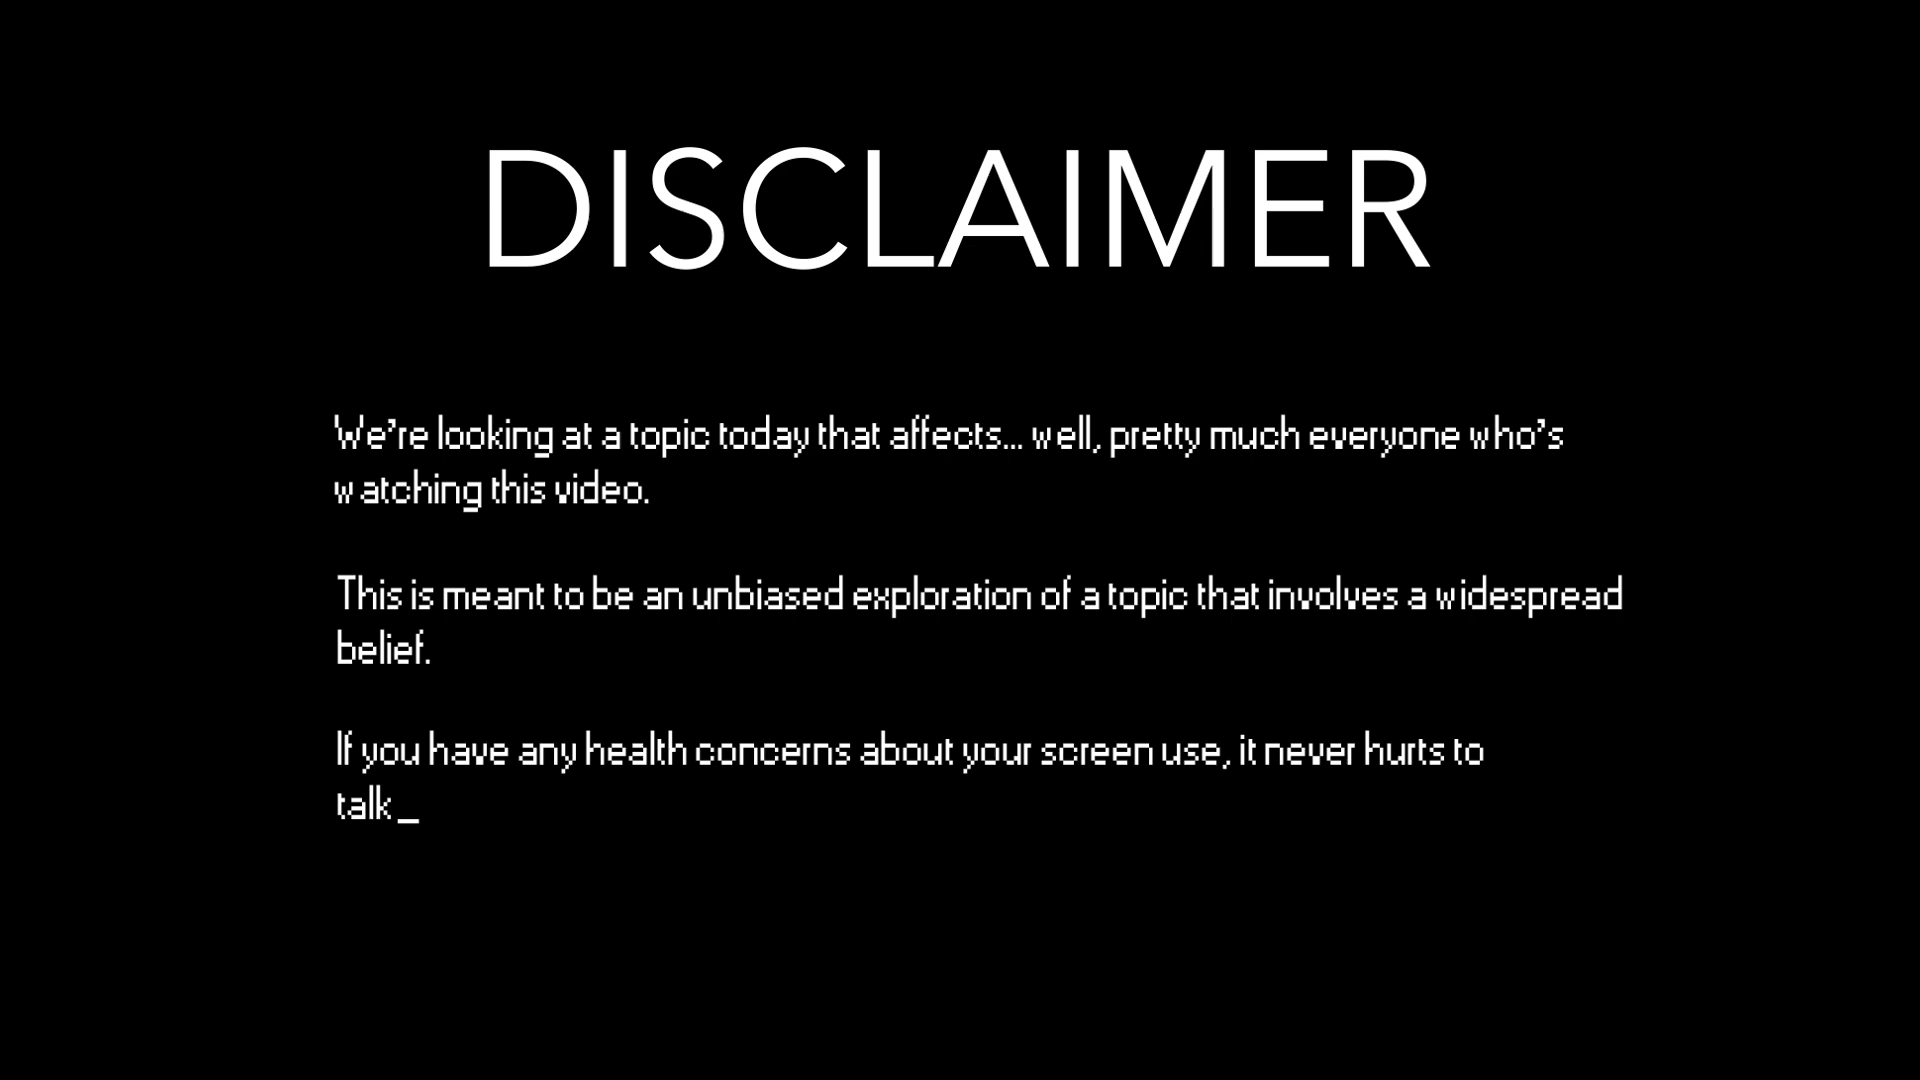 DISCLAIMER
We're looking at a topic today that affects... well, pretty much everyone who's
watching this video.
This is meant to be an unbiased exploration of a topic that involves a widespread
belief.
If you have any health concerns about your screen use, it never hurts to
talk_